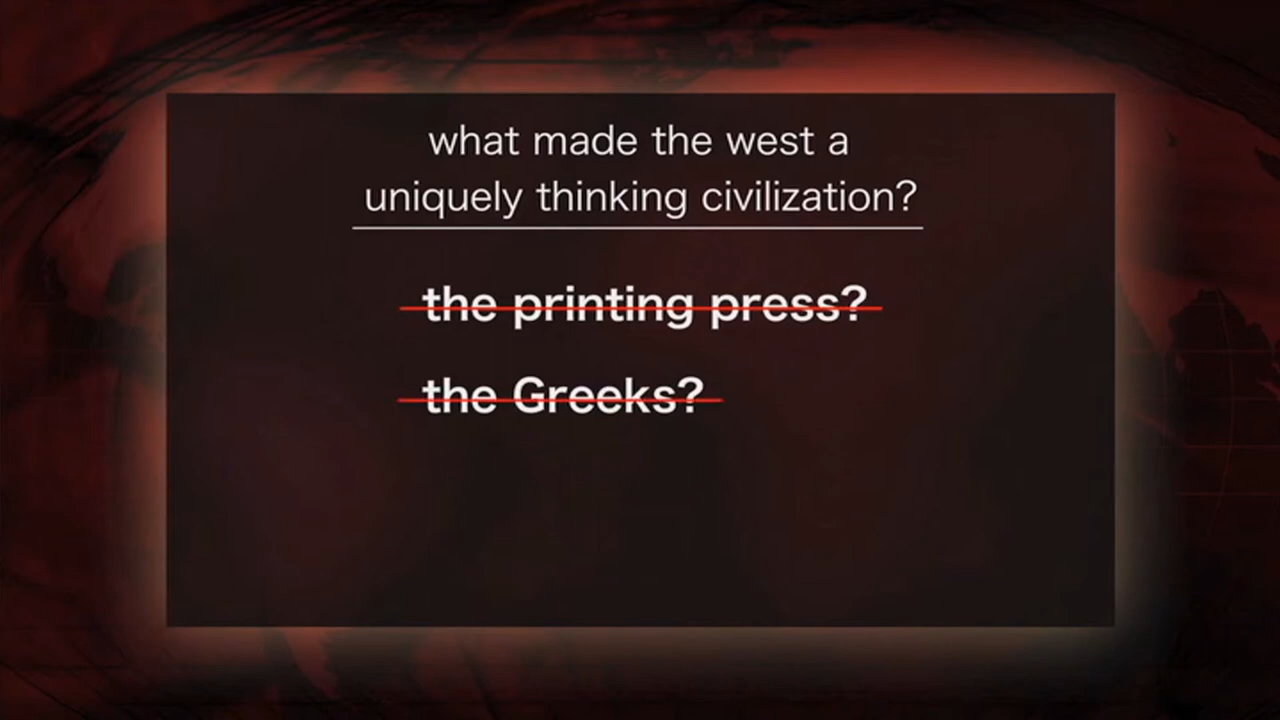 what made the west a
uniquely thinking civilization?
the printing press?
the Greeks?